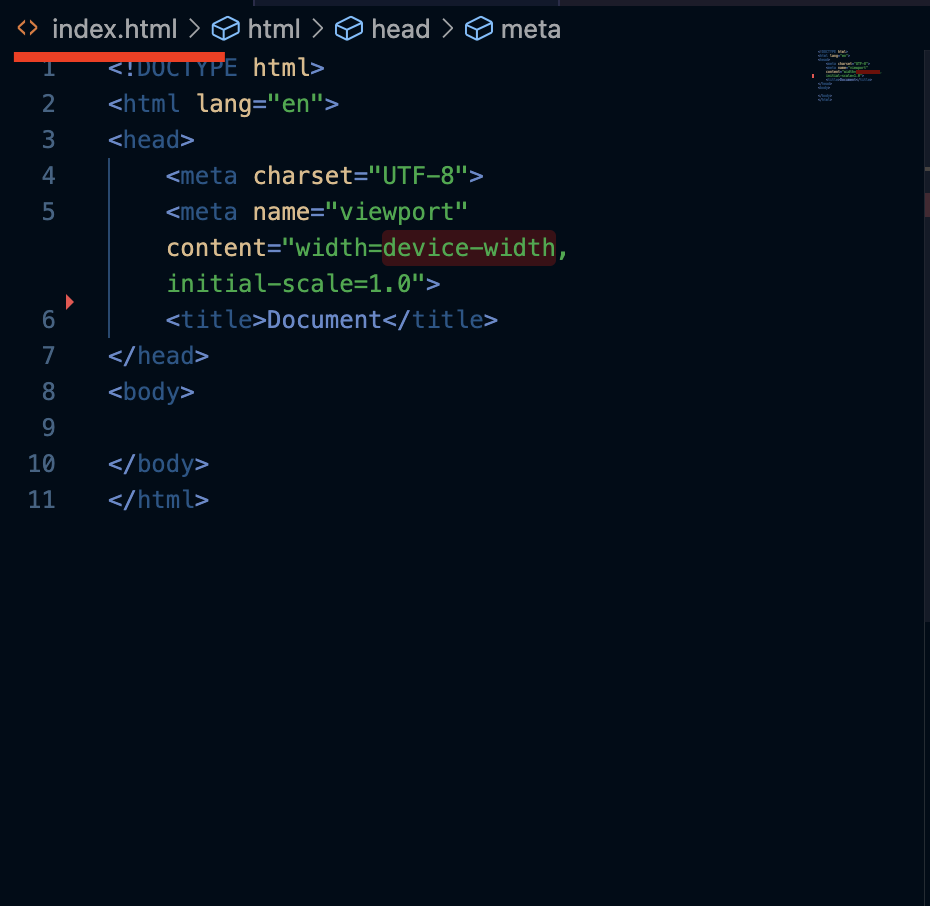 index.html > html > head > meta
1 <!DOCTYPE html>
2 <html lang="en">
3 <head>
4 <meta charset="UTF-8">
5 <meta name="viewport"
content="width=device-width,
initial-scale=1.0">
6 <title>Document</title>
7 </head>
8 <body>
9
10 </body>
11 </html>